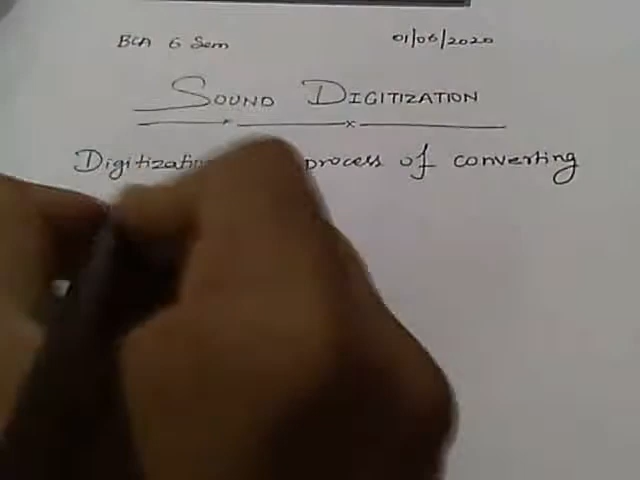 BCA 6 Sem 01/06/2020
SOUND DIGITIZATION
process of converting